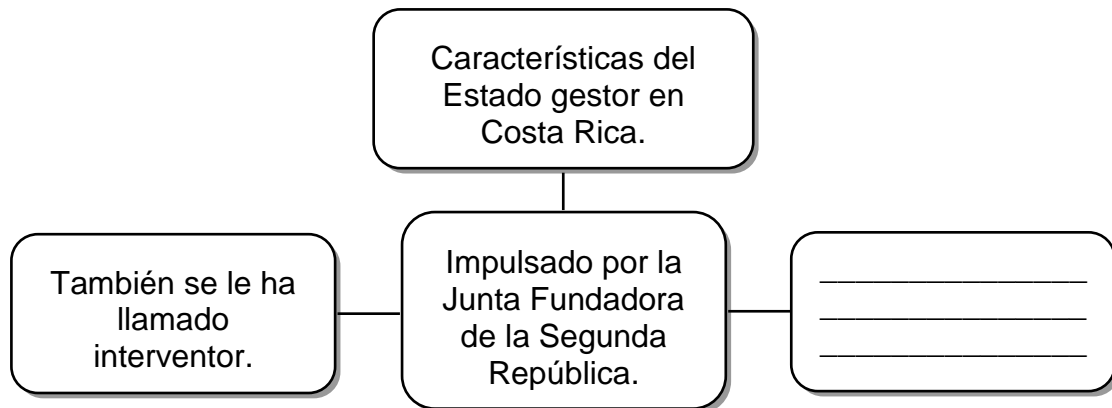 Características del
Estado gestor en
Costa Rica.
También se le ha
llamado
interventor.
Impulsado por la
Junta Fundadora
de la Segunda
República.